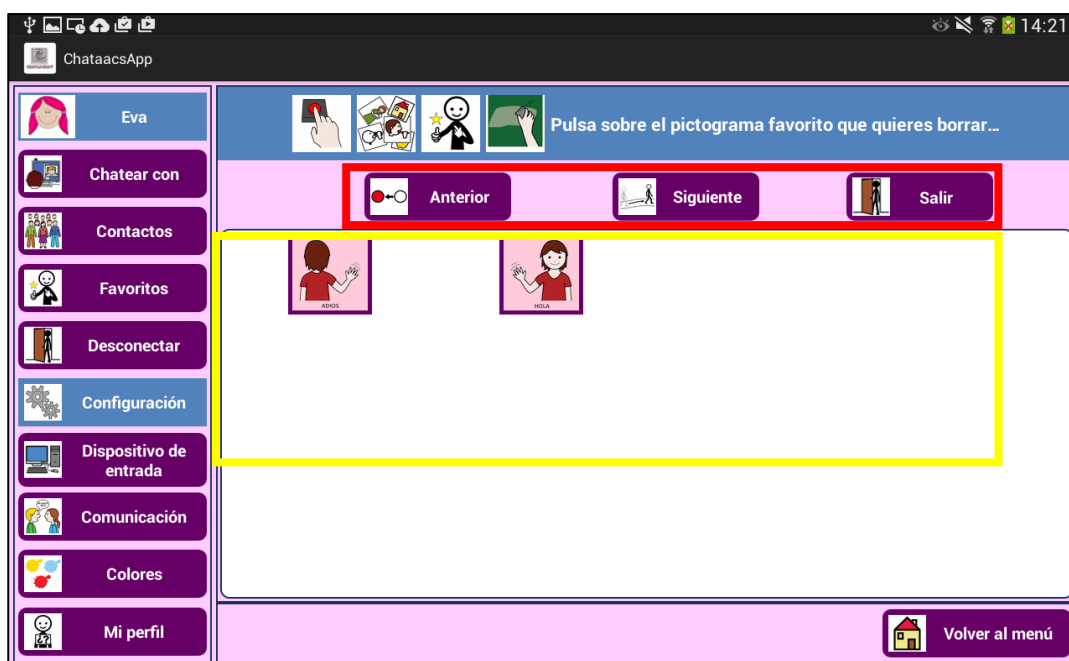 14:21
ChataacsApp
Eva
Chatear con
Contactos
Favoritos
Desconectar
Configuración
Dispositivo de
entrada
Comunicación
Colores
Mi perfil
Pulsa sobre el pictograma favorito que quieres borrar...
Anterior
Siguiente
Salir
ADIOS
HOLA
Volver al menú